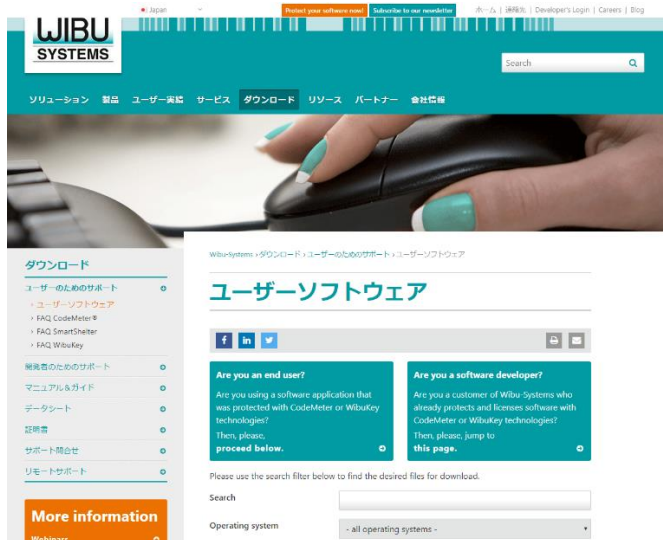 Japan
Protect your software now!
Subscribe to our newsletter
ホーム | 連絡先 | Developer's Login | Careers | Blog
WIBU
SYSTEMS
Search
ソリューション 製品 ユーザー実績 サービス ダウンロード リソース パートナー 会社情報
Wibu-Systems › ダウンロード › ユーザーのためのサポート › ユーザーソフトウェア
ダウンロード
ユーザーのためのサポート
› ユーザーソフトウェア
› FAQ CodeMeter®
› FAQ SmartShelter
› FAQ WibuKey
開発者のためのサポート
マニュアル&ガイド
データシート
証明書
サポート問合せ
リモートサポート
More information
Webinars
ユーザーソフトウェア
Are you an end user?
Are you using a software application that
was protected with CodeMeter or WibuKey
technologies?
Then, please,
proceed below.
Are you a software developer?
Are you a customer of Wibu-Systems who
already protects and licenses software with
CodeMeter or WibuKey technologies?
Then, please, jump to
this page.
Please use the search filter below to find the desired files for download.
Search
Operating system
- all operating systems -